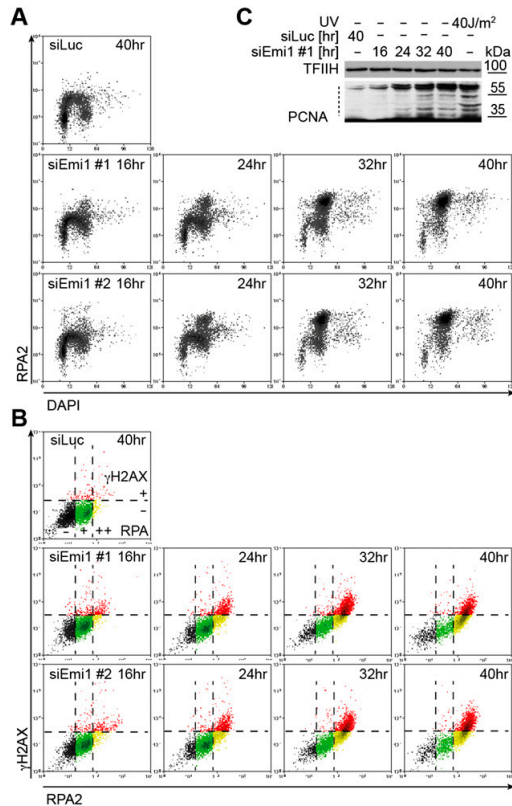 A
siLuc 40hr
siEmi1 #1 16hr
24hr
32hr
40hr
siEmi1 #2 16hr
24hr
32hr
40hr
RPA2
DAPI
C
UV – – – – – 40J/m²
siLuc [hr] 40 – – – – –
siEmi1 #1 [hr] – 16 24 32 40 – kDa
TFIIH
100
55
35
PCNA
B
siLuc 40hr
γH2AX
+
-
- + ++ RPA
siEmi1 #1 16hr
24hr
32hr
40hr
siEmi1 #2 16hr
24hr
32hr
40hr
γH2AX
RPA2